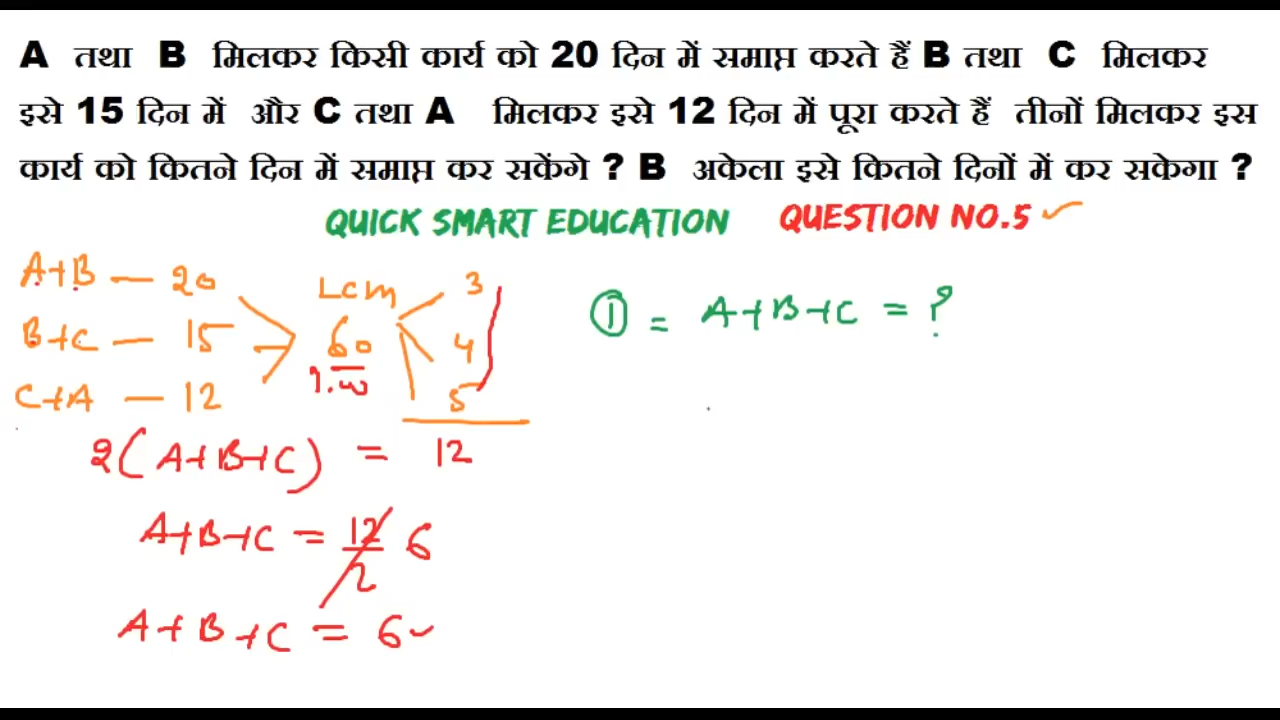 A तथा B मिलकर किसी कार्य को 20 दिन में समाप्त करते हैं B तथा C मिलकर
इसे 15 दिन में और C तथा A मिलकर इसे 12 दिन में पूरा करते हैं तीनों मिलकर इस
कार्य को कितने दिन में समाप्त कर सकेंगे ? B अकेला इसे कितने दिनों में कर सकेगा ?
QUICK SMART EDUCATION QUESTION NO.5 ✓
A+B — 20
B+C — 15
C+A — 12
LCM
60
T.W
3
4
5
12
2(A+B+C) = 12
A+B+C = 12/2 6
A+B+C = 6
① = A+B+C = ?